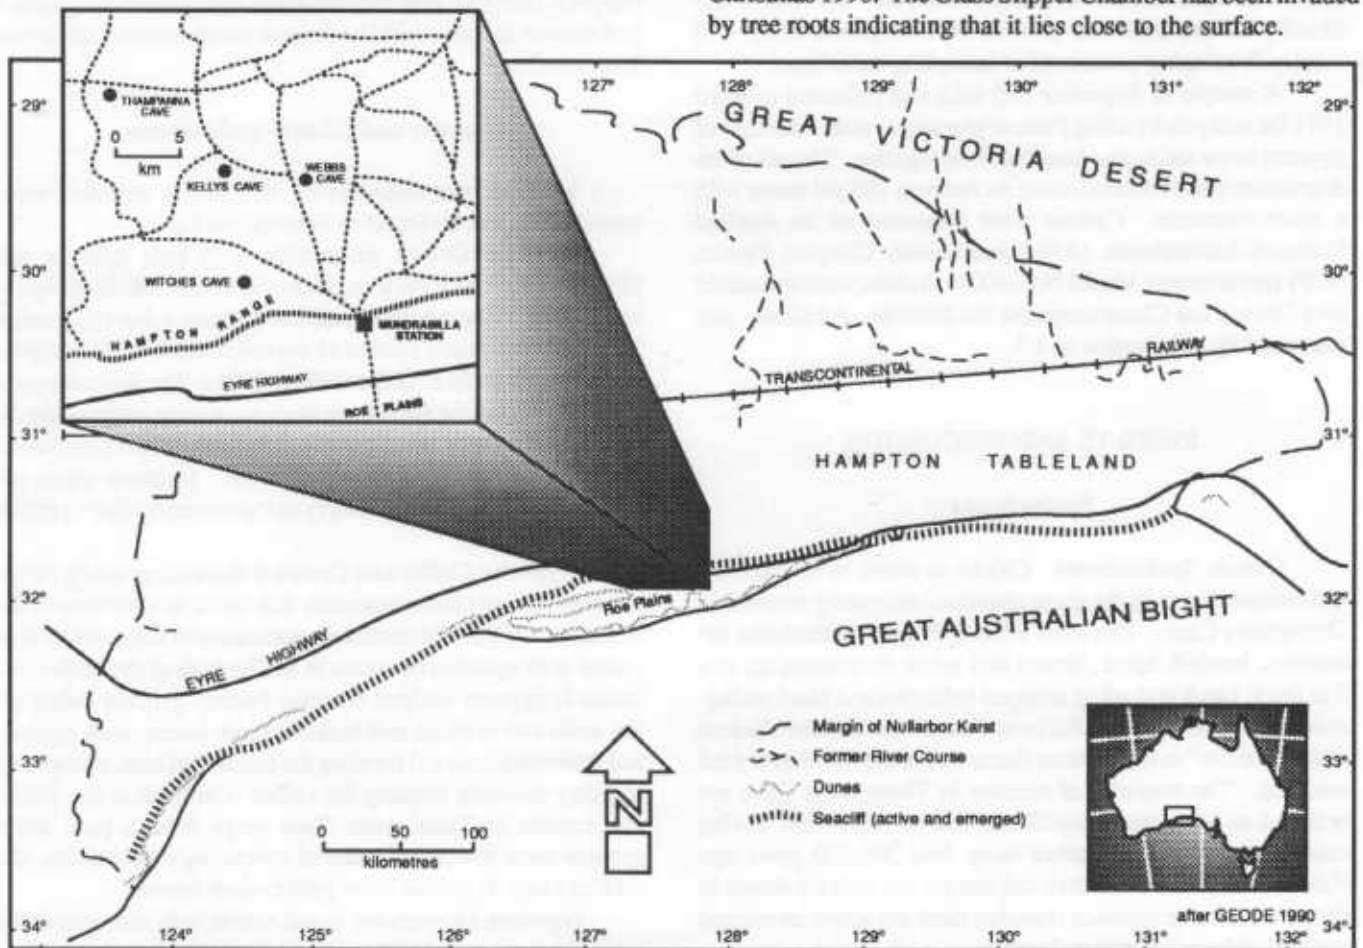 by tree roots indicating that it lies close to the surface.
127° 128° 129° 130° 131° 132°
29° 29°
30° 30°
31° 31°
32° 32°
33° 33°
34° 34°
124° 125° 126° 127° 128° 129° 130° 131° 132°
THAMPANNA
CAVE
0 5
km
KELLYS CAVE
WEBBS
CAVE
WITCHES CAVE
HAMPTON RANGE
MUNDRABILLA
STATION
EYRE HIGHWAY
ROE PLAINS
GREAT VICTORIA DESERT
TRANSCONTINENTAL RAILWAY
HAMPTON TABLELAND
Roe Plains
EYRE HIGHWAY
GREAT AUSTRALIAN BIGHT
Margin of Nullarbor Karst
Former River Course
Dunes
Seacliff (active and emerged)
N
0 50 100
kilometres
after GEODE 1990